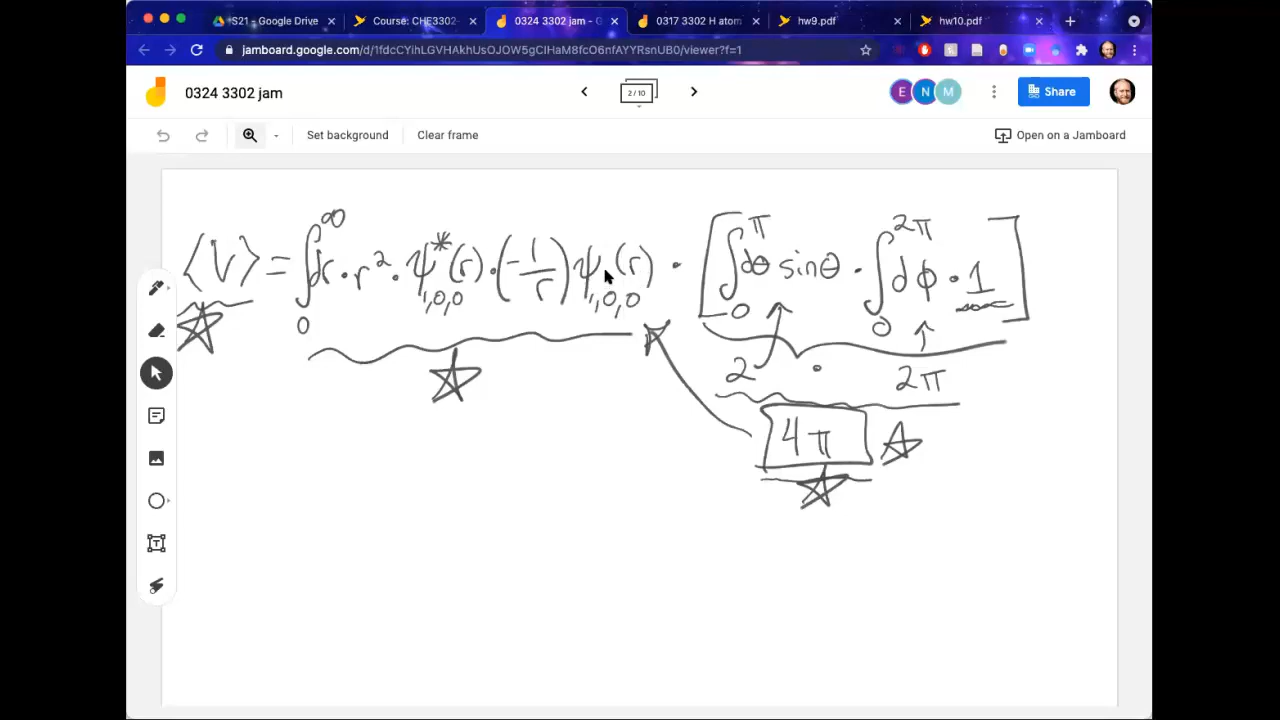 *S21 - Google Drive
Course: CHE3302-
0324 3302 jam - G
0317 3302 H atom
hw9.pdf
hw10.pdf
jamboard.google.com/d/1fdcCYihLGVHAkhUsOJOW5gCIHaM8fcO6nfAYYRsnUB0/viewer?f=1
0324 3302 jam
2 / 10
E N M
Share
Set background
Clear frame
Open on a Jamboard
⟨V⟩ = ∫₀^∞ dr · r² · ψ*₁,₀,₀(r) · (-1/r) ψ₁,₀,₀(r) · [∫₀^π dθ sinθ · ∫₀^2π dϕ · 1]
2 · 2π
4π